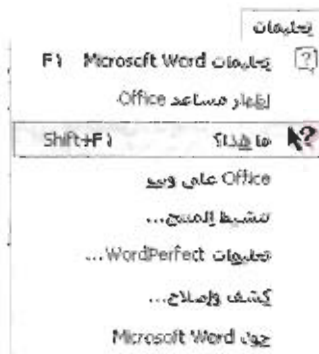 تعليمات
تعليمات Microsoft Word F1
إظهار مساعد Office
ما هذا؟ Shift+F1
Office على ويب
تنشيط المنتج...
تعليمات WordPerfect...
كشف وإصلاح...
حول Microsoft Word